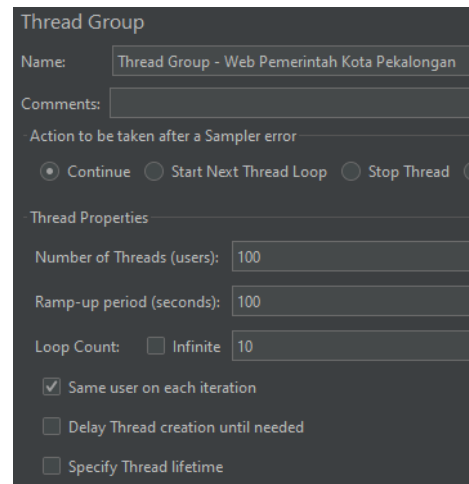 Thread Group
Name: Thread Group - Web Pemerintah Kota Pekalongan
Comments:
Action to be taken after a Sampler error
Continue Start Next Thread Loop Stop Thread
Thread Properties
Number of Threads (users): 100
Ramp-up period (seconds): 100
Loop Count: Infinite 10
Same user on each iteration
Delay Thread creation until needed
Specify Thread lifetime